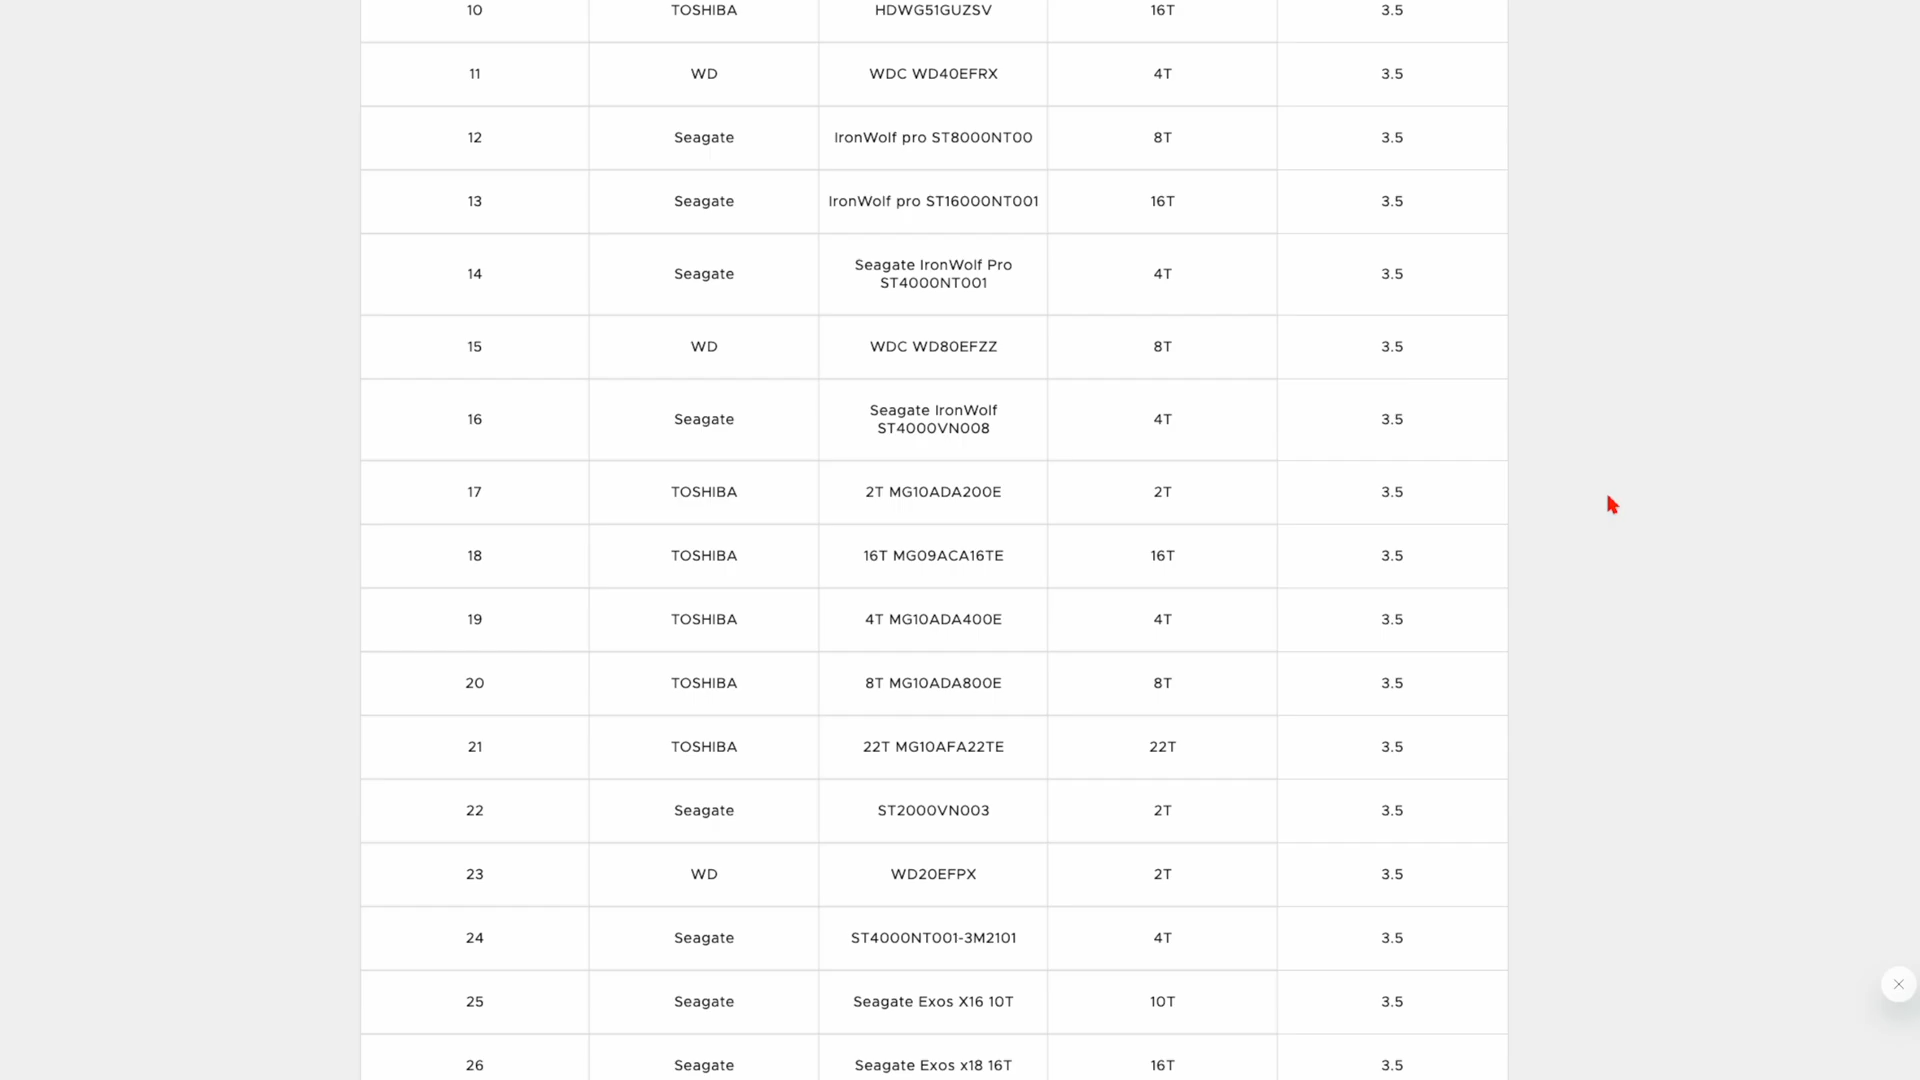 10 TOSHIBA HDWG51GUZSV 16T 3.5
11 WD WDC WD40EFRX 4T 3.5
12 Seagate IronWolf pro ST8000NT00 8T 3.5
13 Seagate IronWolf pro ST16000NT001 16T 3.5
14 Seagate Seagate IronWolf Pro 4T 3.5
ST4000NT001
15 WD WDC WD80EFZZ 8T 3.5
16 Seagate Seagate IronWolf 4T 3.5
ST4000VN008
17 TOSHIBA 2T MG10ADA200E 2T 3.5
18 TOSHIBA 16T MG09ACA16TE 16T 3.5
19 TOSHIBA 4T MG10ADA400E 4T 3.5
20 TOSHIBA 8T MG10ADA800E 8T 3.5
21 TOSHIBA 22T MG10AFA22TE 22T 3.5
22 Seagate ST2000VN003 2T 3.5
23 WD WD20EFPX 2T 3.5
24 Seagate ST4000NT001-3M2101 4T 3.5
25 Seagate Seagate Exos X16 10T 10T 3.5
26 Seagate Seagate Exos x18 16T 16T 3.5